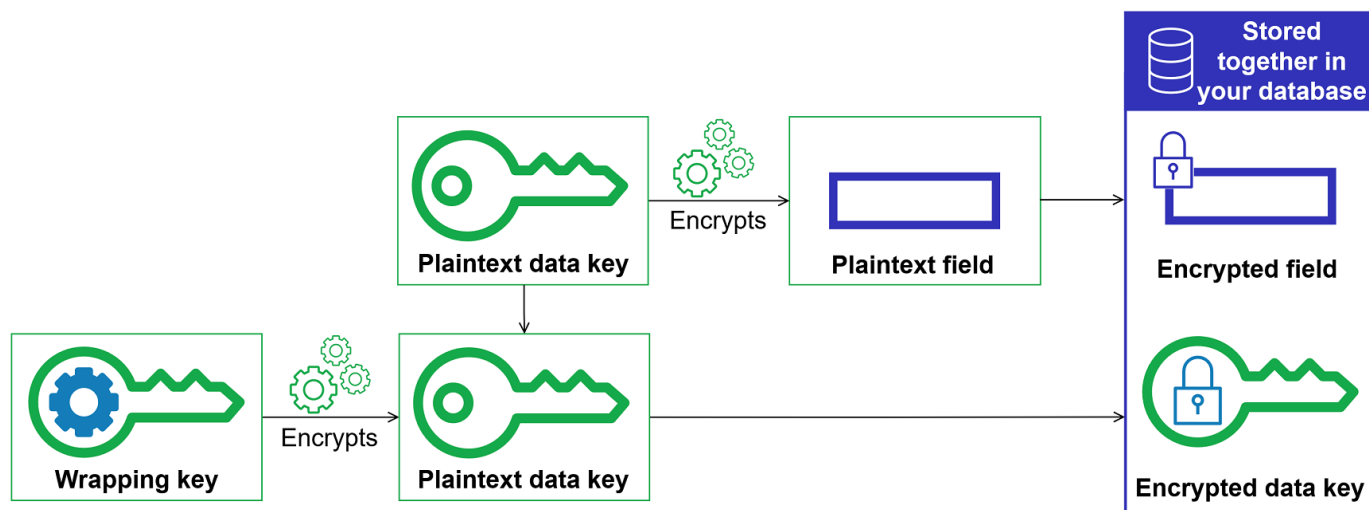 Stored
together in
your database
Encrypts
Plaintext data key
Plaintext field
Encrypted field
Encrypts
Wrapping key
Plaintext data key
Encrypted data key